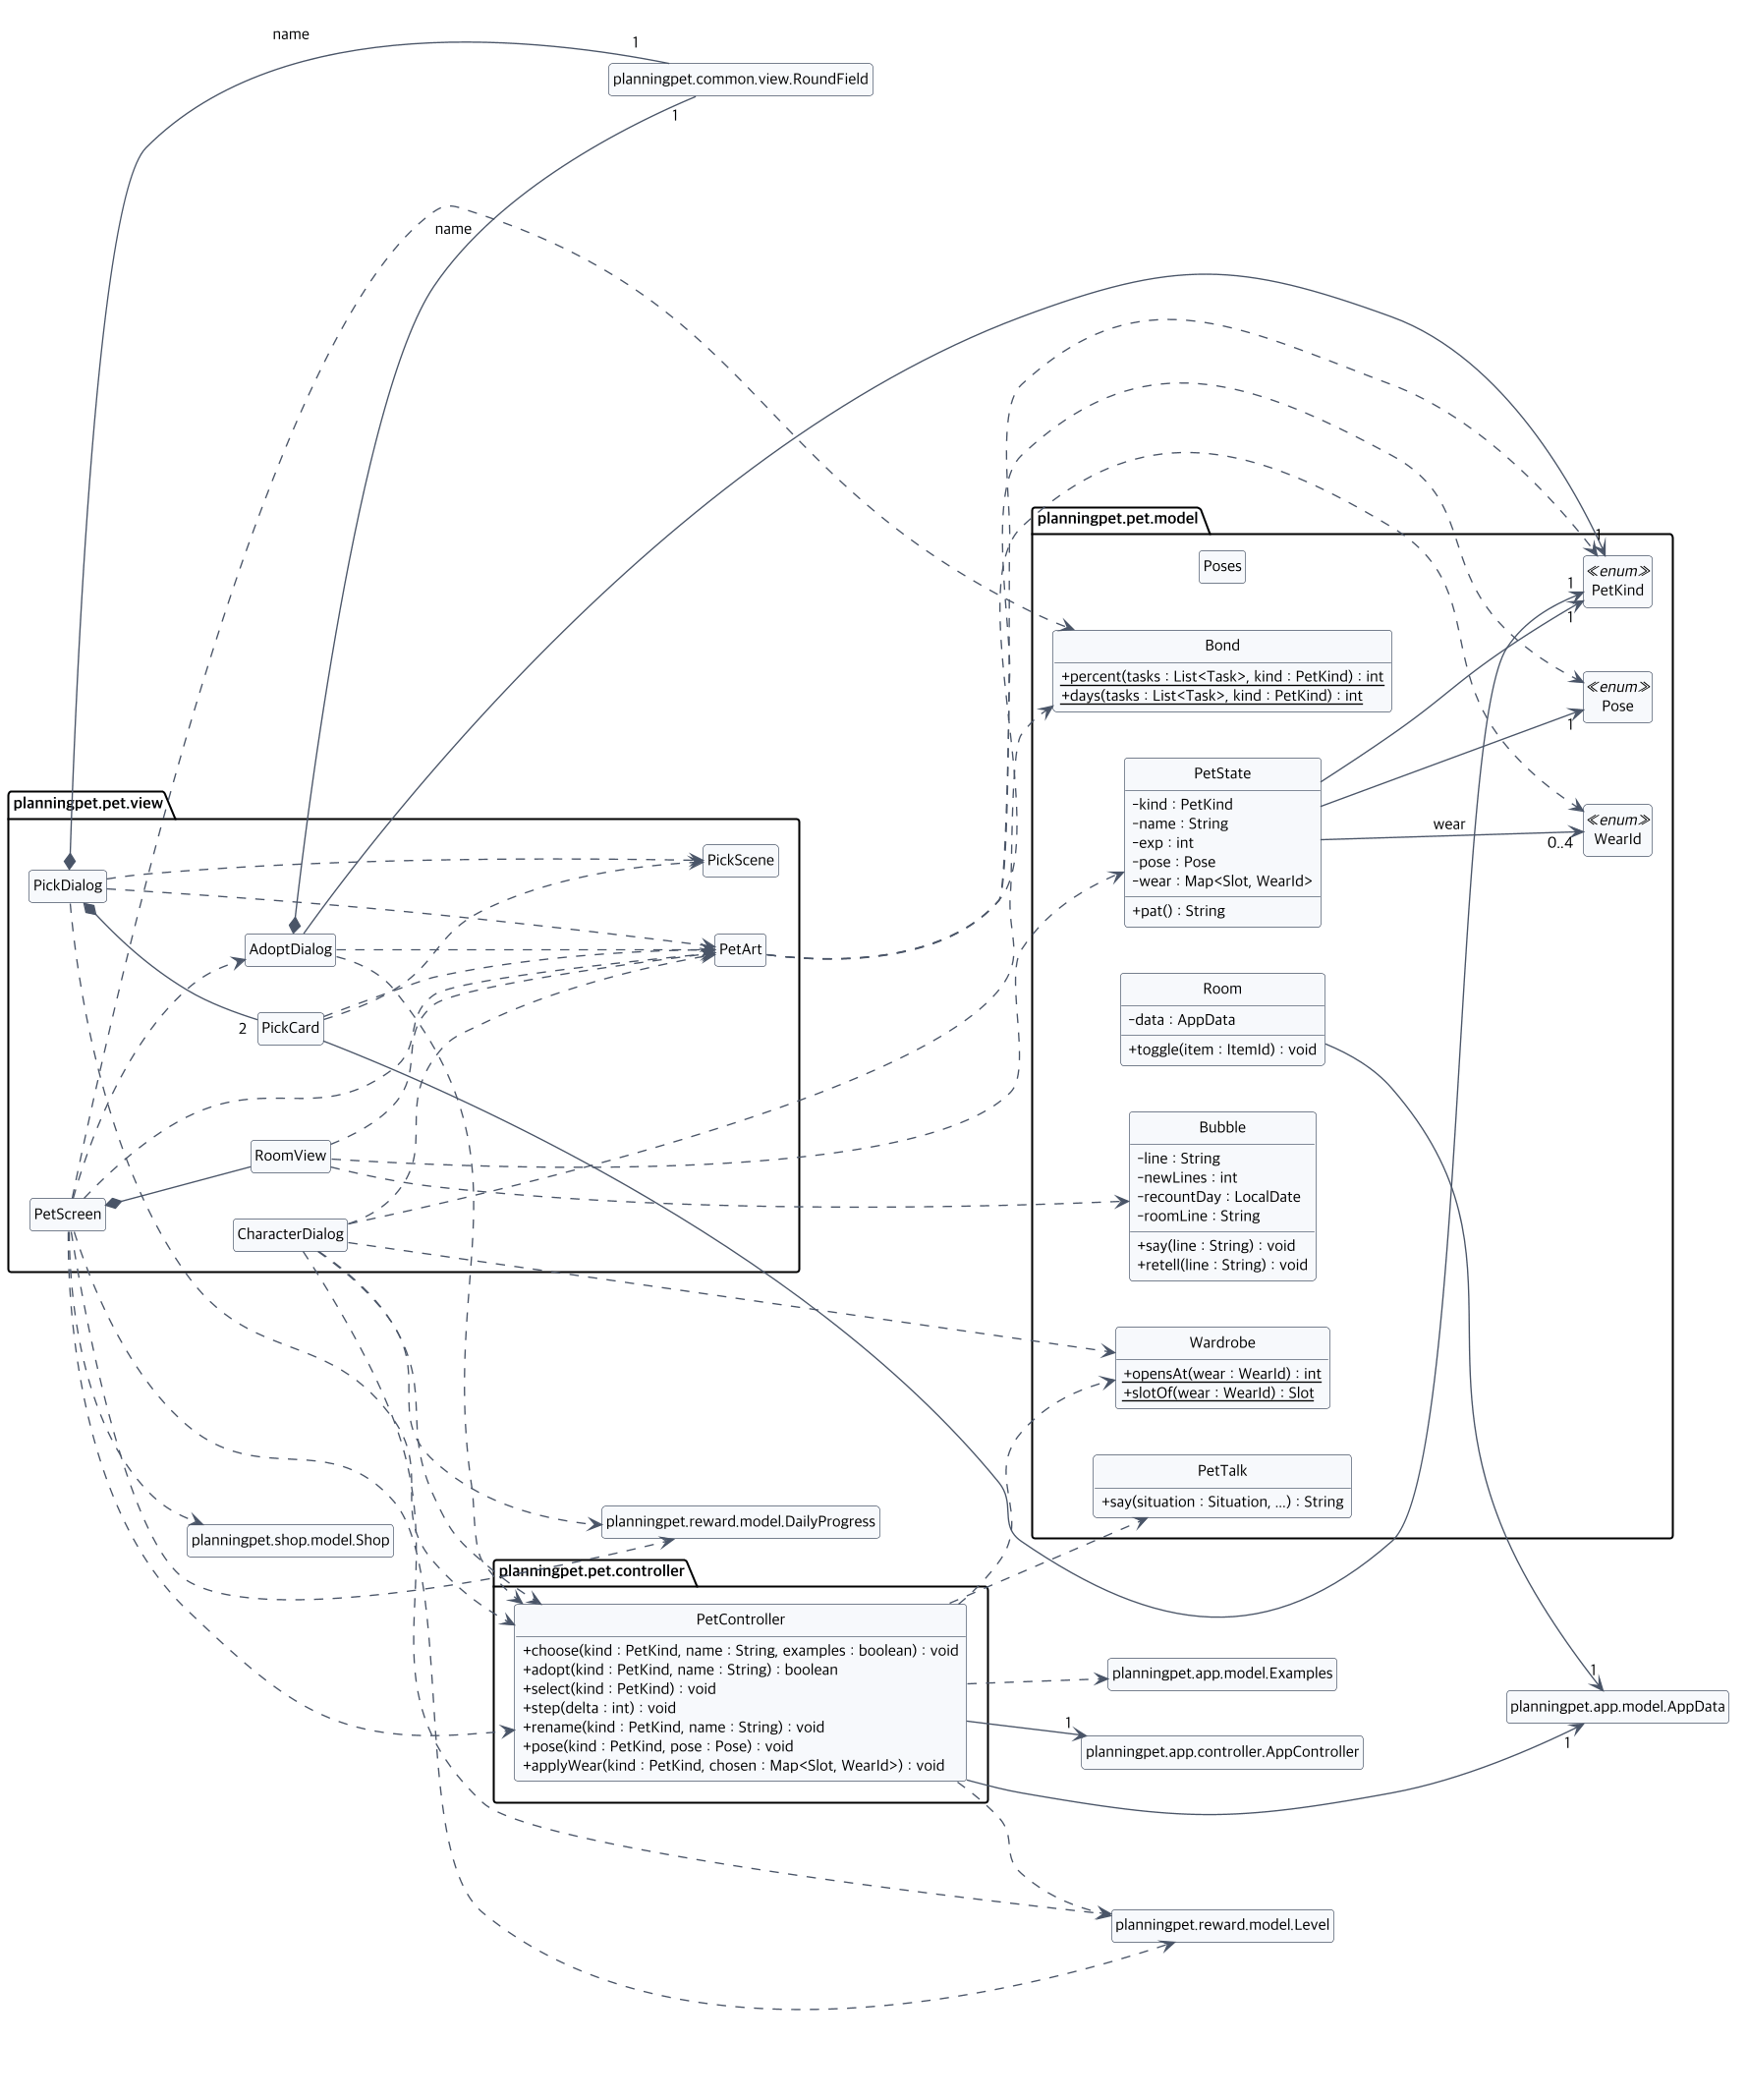 name
1
planningpet.common.view.RoundField
1
name
planningpet.pet.model
Poses
1
≪enum≫
PetKind
1
1
Bond
+percent(tasks : List<Task>, kind : PetKind) : int
+days(tasks : List<Task>, kind : PetKind) : int
≪enum≫
Pose
1
PetState
-kind : PetKind
-name : String
-exp : int
-pose : Pose
-wear : Map<Slot, WearId>
+pat() : String
wear
0..4
≪enum≫
WearId
planningpet.pet.view
PickScene
PickDialog
AdoptDialog
PetArt
2
PickCard
Room
-data : AppData
+toggle(item : ItemId) : void
RoomView
PetScreen
CharacterDialog
Bubble
-line : String
-newLines : int
-recountDay : LocalDate
-roomLine : String
+say(line : String) : void
+retell(line : String) : void
Wardrobe
+opensAt(wear : WearId) : int
+slotOf(wear : WearId) : Slot
PetTalk
+say(situation : Situation, ...) : String
planningpet.shop.model.Shop
planningpet.reward.model.DailyProgress
planningpet.pet.controller
PetController
+choose(kind : PetKind, name : String, examples : boolean) : void
+adopt(kind : PetKind, name : String) : boolean
+select(kind : PetKind) : void
+step(delta : int) : void
+rename(kind : PetKind, name : String) : void
+pose(kind : PetKind, pose : Pose) : void
+applyWear(kind : PetKind, chosen : Map<Slot, WearId>) : void
planningpet.app.model.Examples
1
planningpet.app.controller.AppController
1
planningpet.app.model.AppData
1
planningpet.reward.model.Level